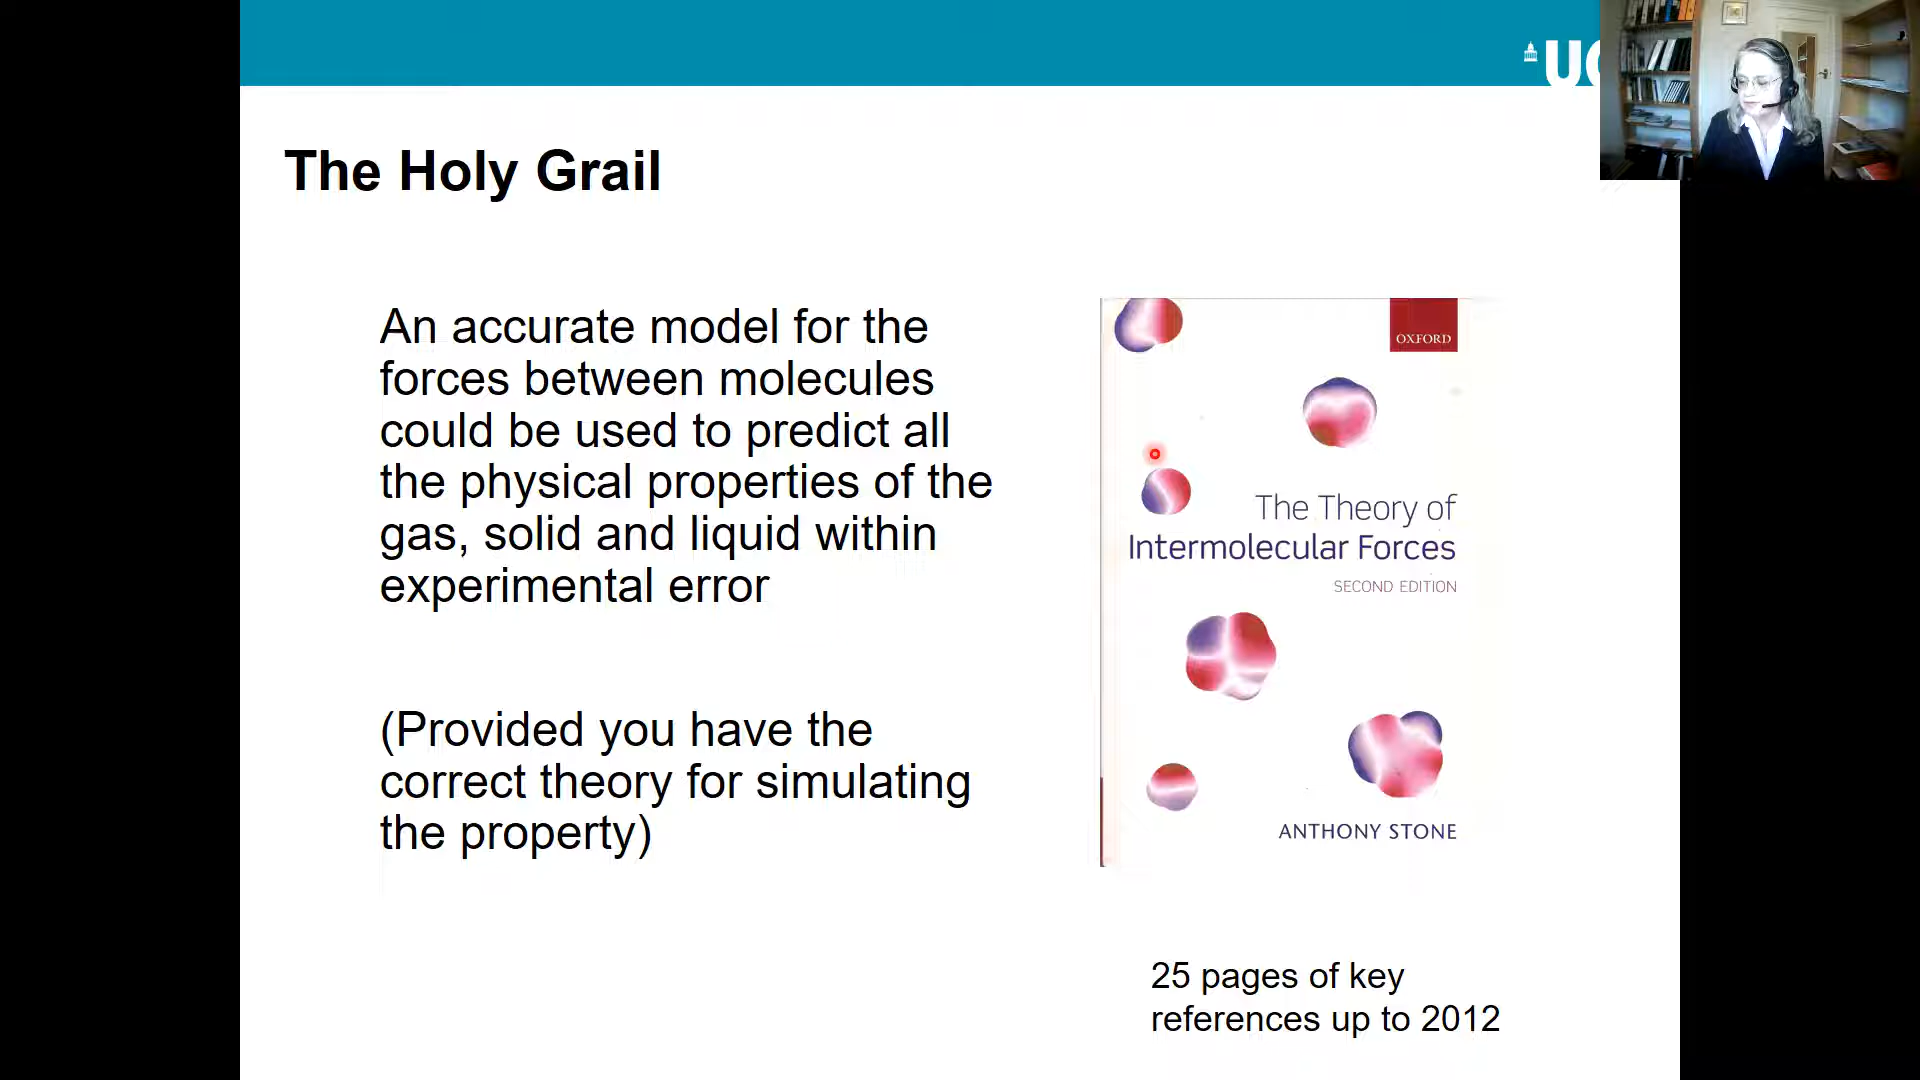 UC
The Holy Grail
An accurate model for the
forces between molecules
could be used to predict all
the physical properties of the
gas, solid and liquid within
experimental error
(Provided you have the
correct theory for simulating
the property)
OXFORD
The Theory of
Intermolecular Forces
SECOND EDITION
ANTHONY STONE
25 pages of key
references up to 2012